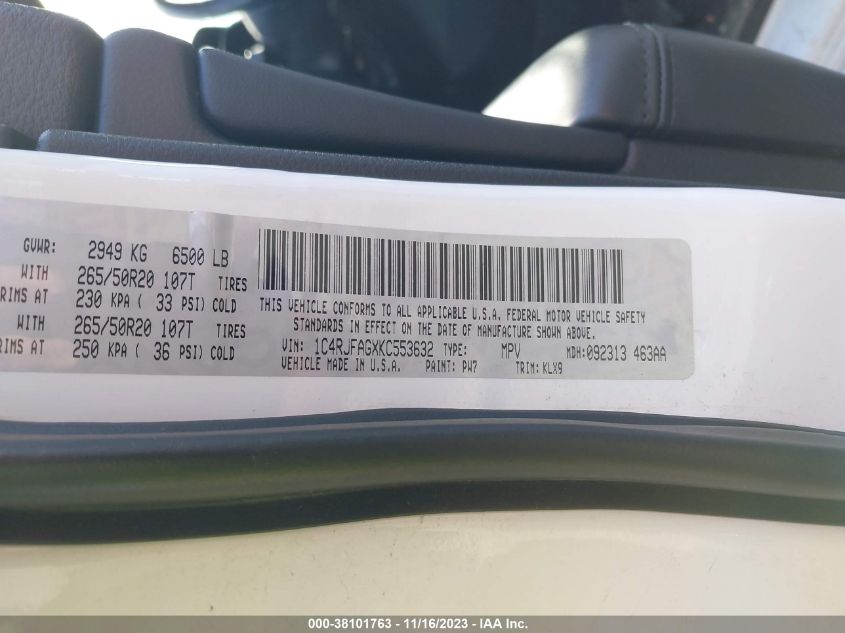 GVWR: 2949 KG 6500 LB
WITH 265/50R20 107T TIRES
RIMS AT 230 KPA ( 33 PSI) COLD
WITH 265/50R20 107T TIRES
RIMS AT 250 KPA ( 36 PSI) COLD
THIS VEHICLE CONFORMS TO ALL APPLICABLE U.S.A. FEDERAL MOTOR VEHICLE SAFETY
STANDARDS IN EFFECT ON THE DATE OF MANUFACTURE SHOWN ABOVE.
VIN: 1C4RJFAGXKC553632 TYPE: MPV MDH:092313 463AA
VEHICLE MADE IN U.S.A. PAINT: PW7 TRIM: KLX9
000-38101763 - 11/16/2023 - IAA Inc.